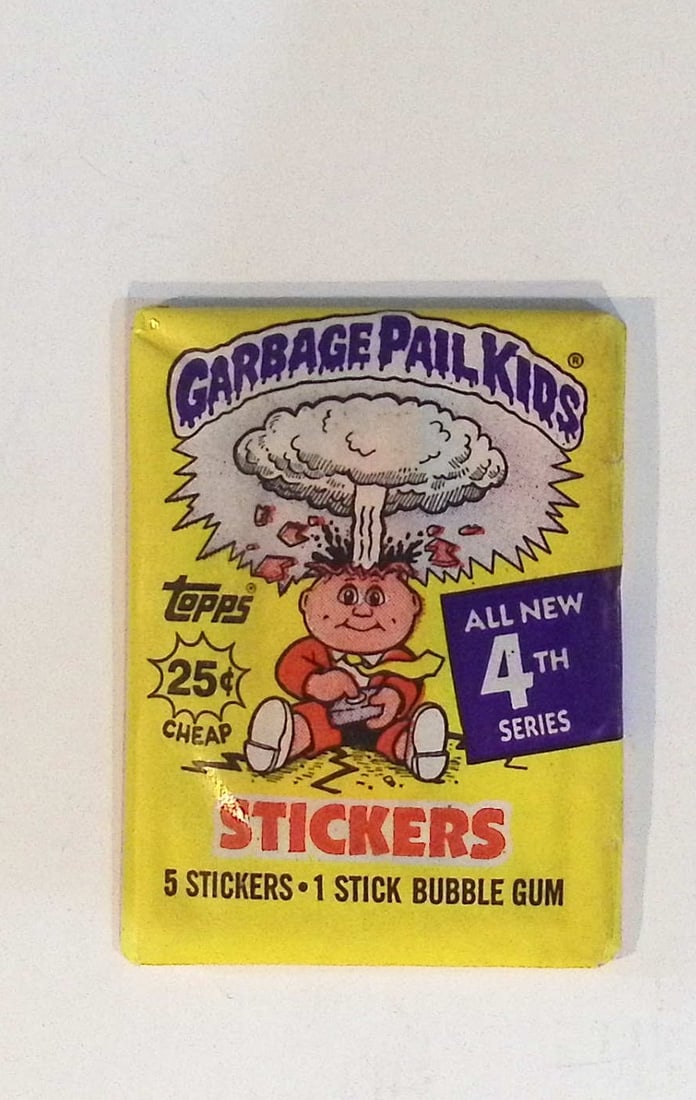 GARBAGE PAIL KIDS ®
topps®
25¢
CHEAP
ALL NEW
4TH
SERIES
STICKERS
5 STICKERS • 1 STICK BUBBLE GUM